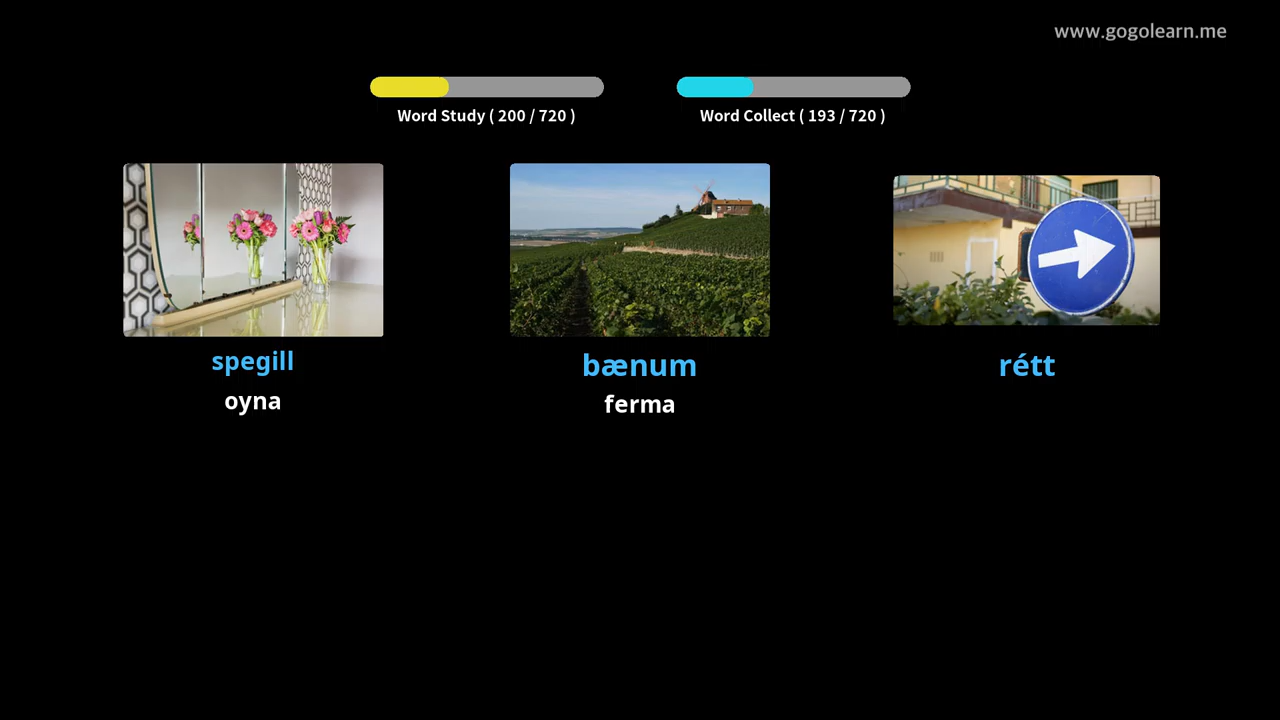 www.gogolearn.me
Word Study ( 200 / 720 )
Word Collect ( 193 / 720 )
spegill
oyna
bænum
ferma
rétt